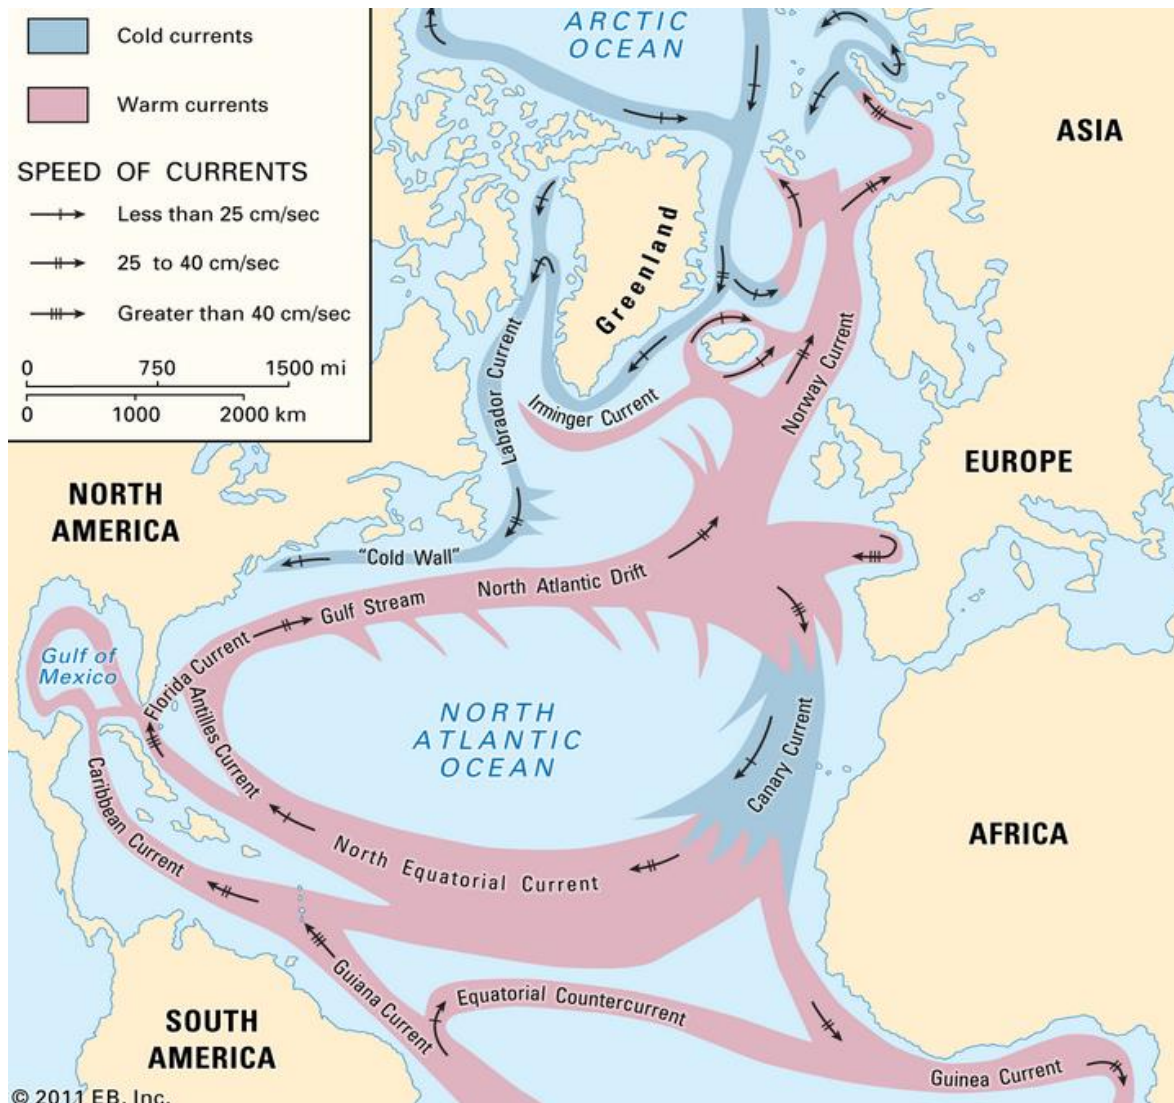 Cold currents
Warm currents
SPEED OF CURRENTS
Less than 25 cm/sec
25 to 40 cm/sec
Greater than 40 cm/sec
0 750 1500 mi
0 1000 2000 km
ARCTIC
OCEAN
ASIA
Greenland
Labrador Current
Irminger Current
Norway Current
EUROPE
NORTH
AMERICA
"Cold Wall"
North Atlantic Drift
Gulf Stream
Gulf of
Mexico
Florida Current
Antilles Current
NORTH
ATLANTIC
OCEAN
Canary Current
Caribbean Current
AFRICA
North Equatorial Current
Guiana Current
Equatorial Countercurrent
SOUTH
AMERICA
Guinea Current
© 2011 EB, Inc.